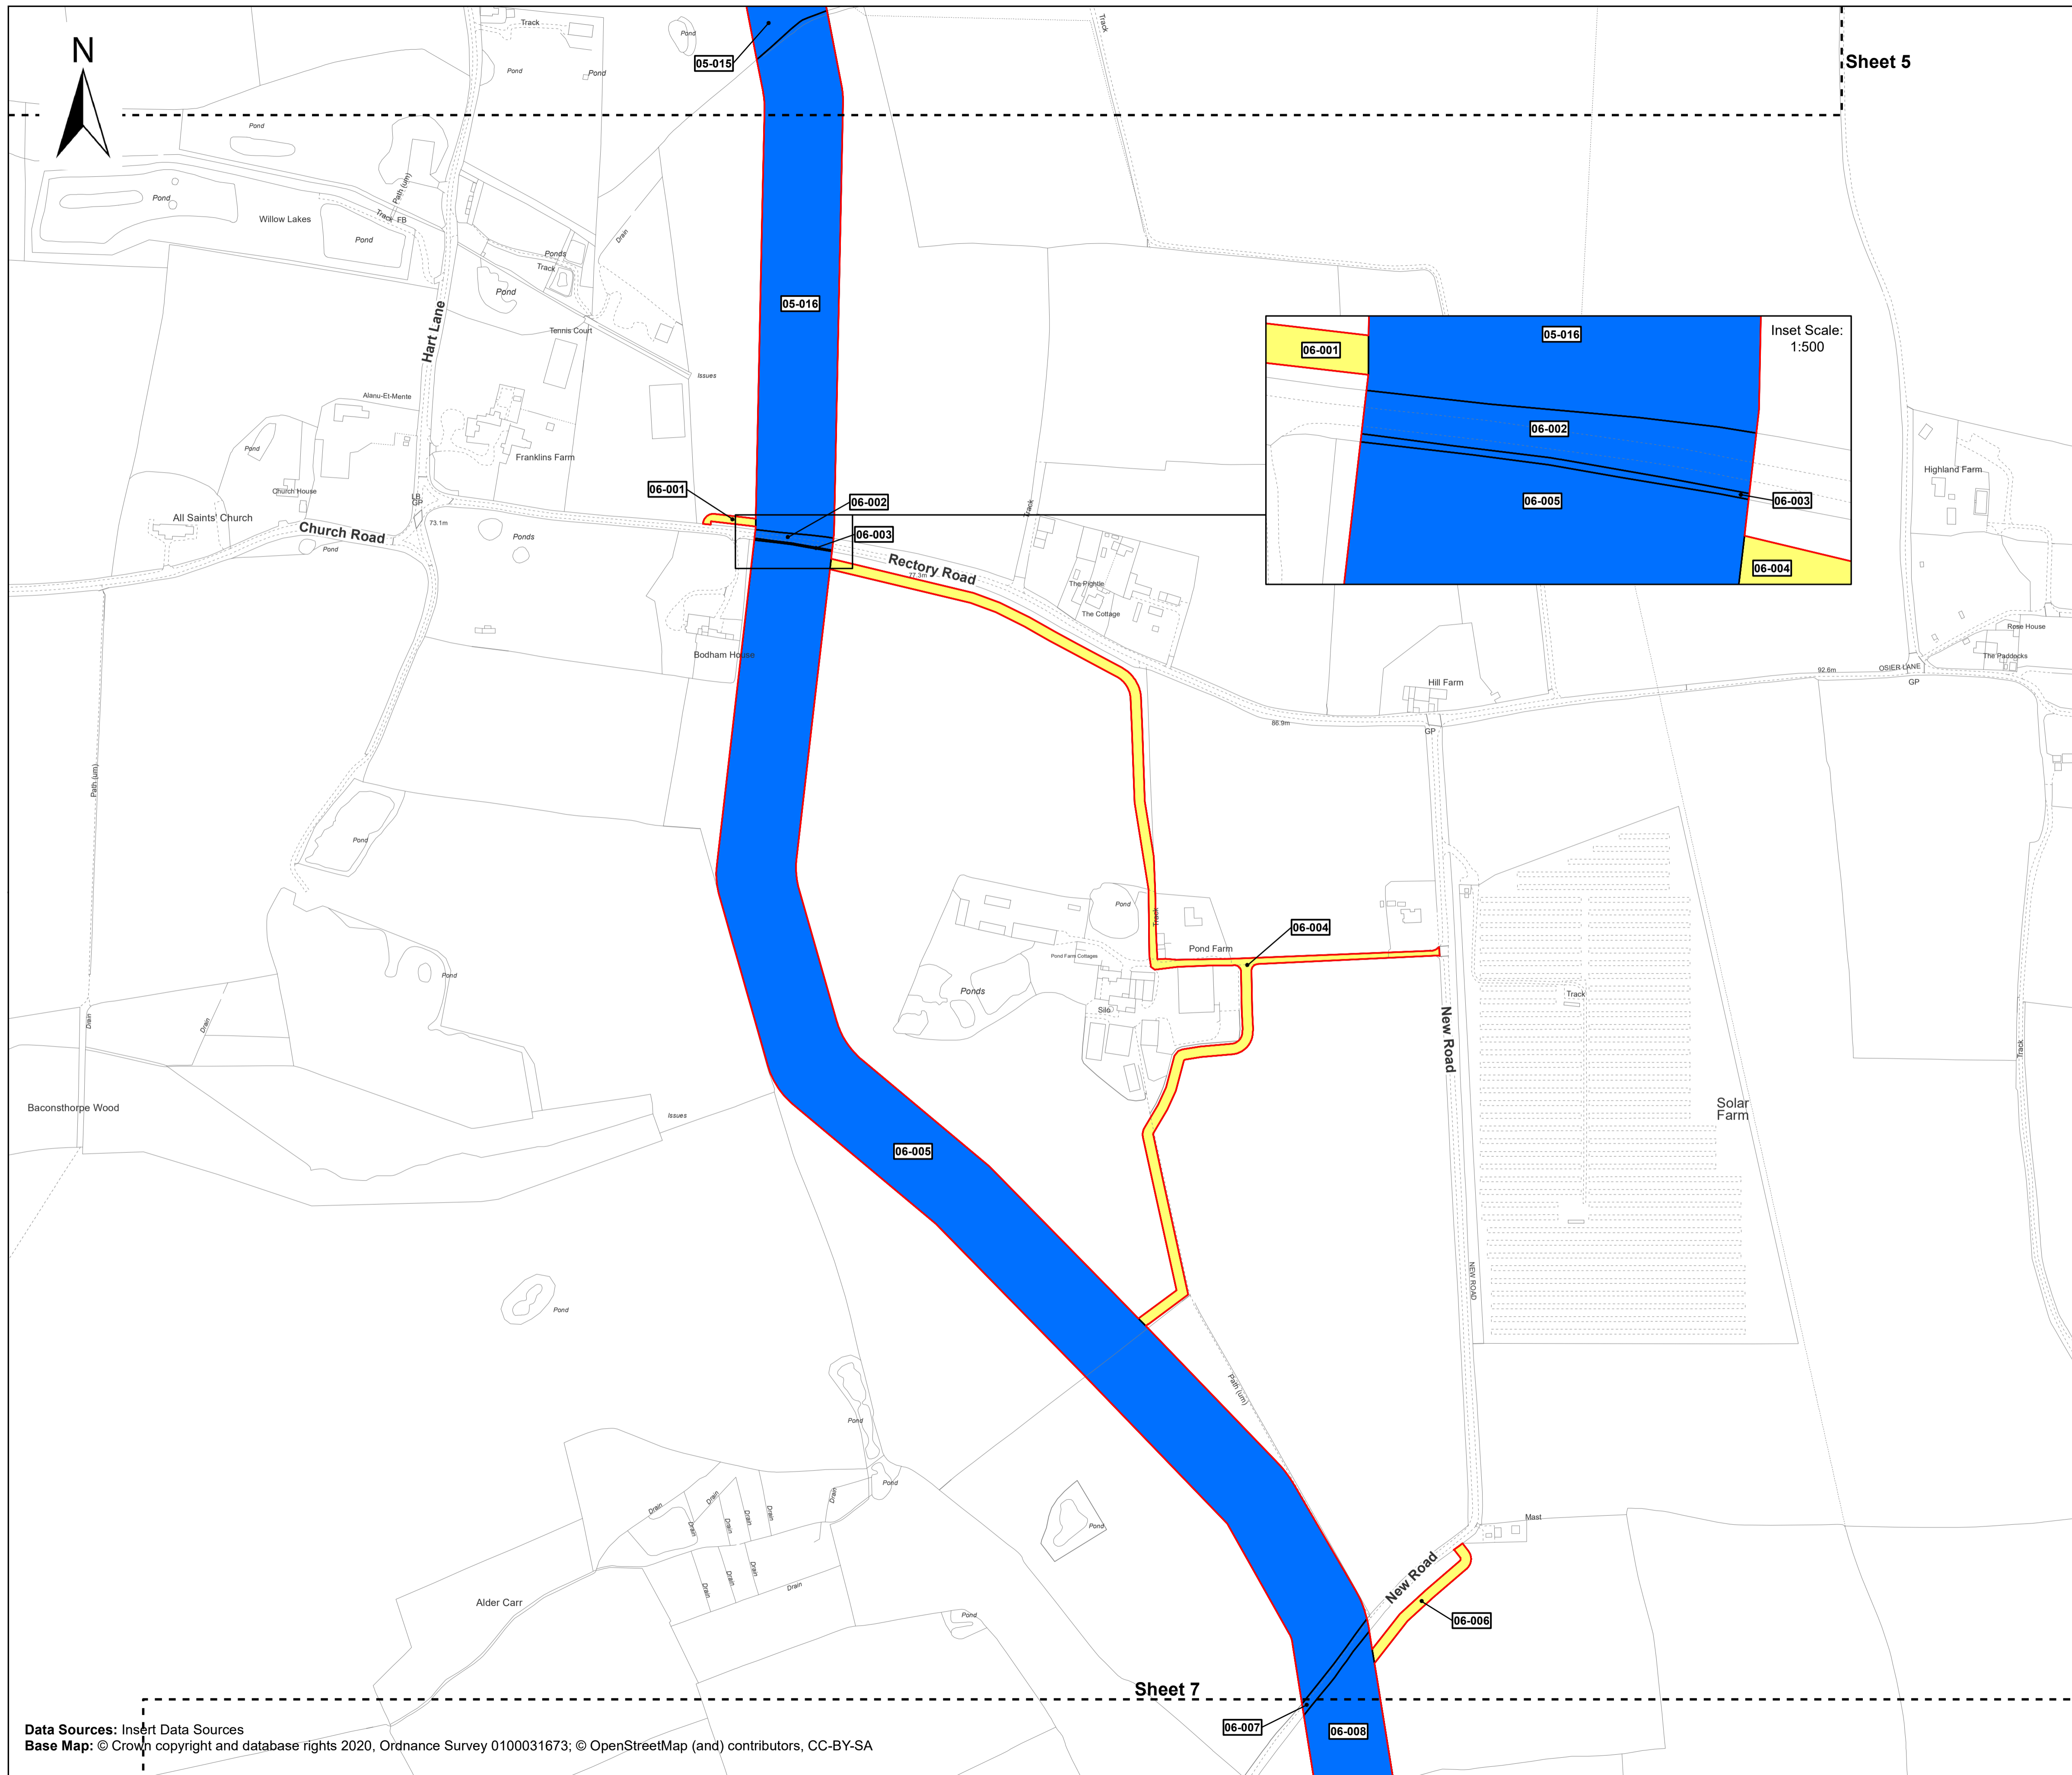 N
Track
Pond
Track
05-015
Sheet 5
Pond
Pond
Pond
Path (um)
Pond
Track
FB
Willow Lakes
Pond
Drain
Ponds
Track
Pond
05-016
Hart Lane
Tennis Court
Issues
05-016
Inset Scale:
1:500
06-001
06-002
06-005
06-003
06-004
Alanu-Et-Mente
Pond
Franklins Farm
Church House
LB
GP
73.1m
All Saints' Church
Church Road
Pond
Ponds
06-001
06-002
06-003
Track
Rectory Road
77.3m
The Pightle
The Cottage
Bodham House
Highland Farm
Rose House
The Paddocks
92.6m
OSIER LANE
GP
Hill Farm
86.9m
GP
Path (um)
Pond
Pond
Track
06-004
Pond Farm
Pond Farm Cottages
Ponds
Silo
Pond
Drain
Drain
Track
New Road
Track
Solar
Farm
Baconsthorpe Wood
Issues
06-005
NEW ROAD
Pond
Path (um)
Pond
Pond
Drain
Drain
Drain
Drain
Drain
Drain
Drain
Drain
Drain
Drain
Drain
Pond
Mast
New Road
Alder Carr
Pond
06-006
Sheet 7
06-007
06-008
Data Sources: Insert Data Sources
Base Map: © Crown copyright and database rights 2020, Ordnance Survey 0100031673; © OpenStreetMap (and) contributors, CC-BY-SA